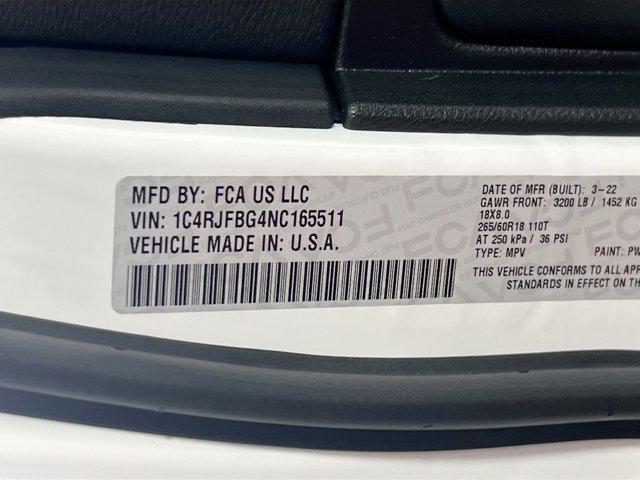 MFD BY: FCA US LLC
VIN: 1C4RJFBG4NC165511
VEHICLE MADE IN: U.S.A.
DATE OF MFR (BUILT): 3-22
GAWR FRONT: 3200 LB / 1452 KG
18X8.0
265/60R18 110T
AT 250 kPa / 36 PSI
TYPE: MPV PAINT: PW
THIS VEHICLE CONFORMS TO ALL APP
STANDARDS IN EFFECT ON TH